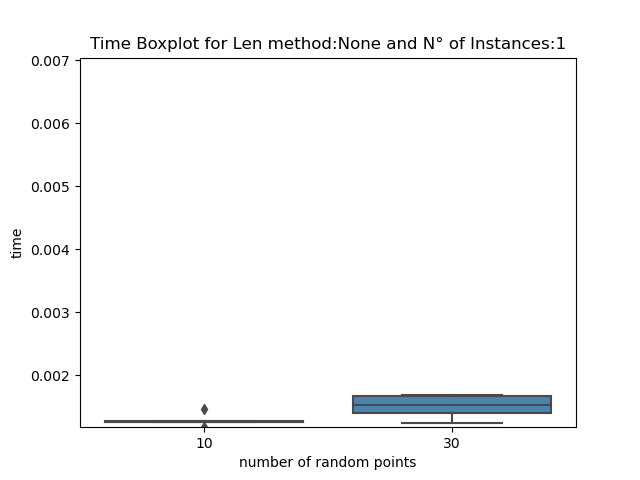 Time Boxplot for Len method:None and N° of Instances:1
0.007
0.006
0.005
0.004
0.003
0.002
time
10 30
number of random points